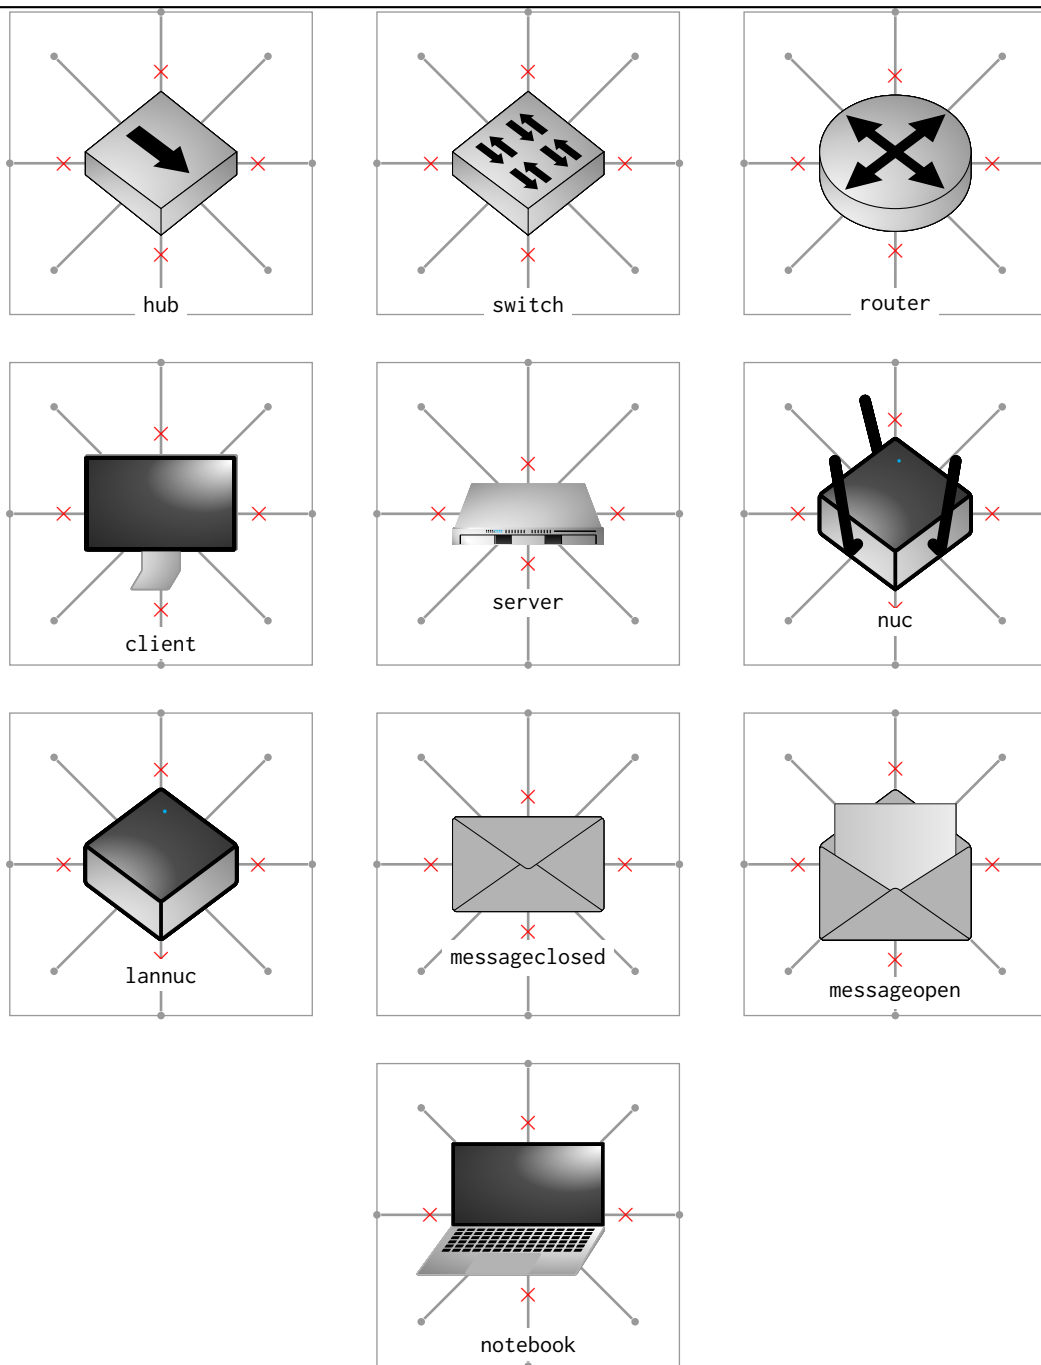 hub
switch
router
client
server
nuc
lannuc
messageclosed
messageopen
notebook